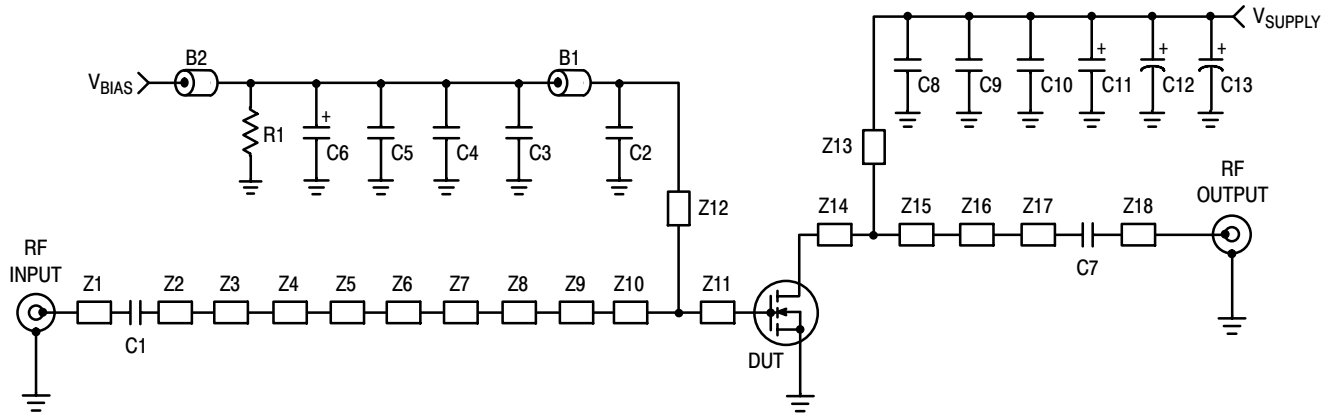 V_SUPPLY
B2
B1
V_BIAS
+
+
+
C8
C9
C10
C11
C12
C13
R1
+
C6
C5
C4
C3
C2
Z13
RF
OUTPUT
Z12
Z14
Z15
Z16
Z17
Z18
C7
RF
INPUT
Z1
Z2
Z3
Z4
Z5
Z6
Z7
Z8
Z9
Z10
Z11
C1
DUT